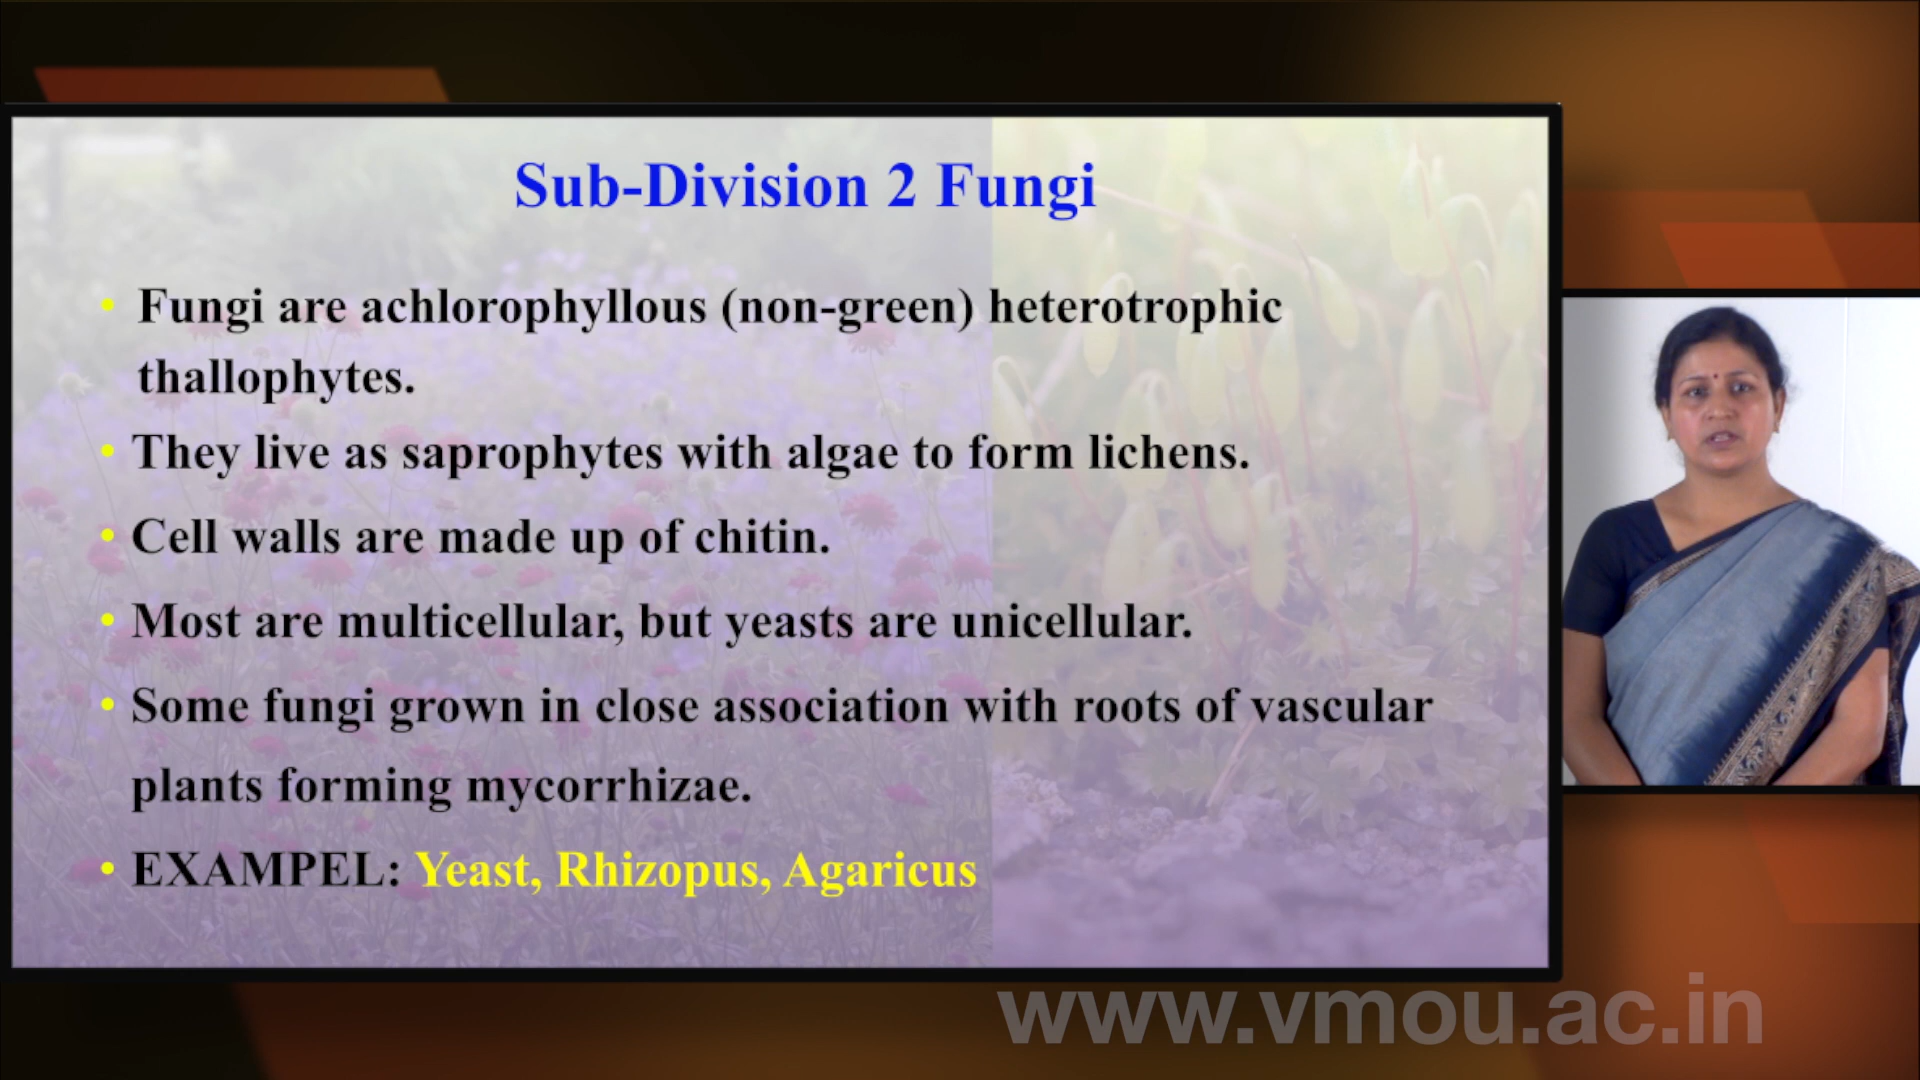 Sub-Division 2 Fungi
• Fungi are achlorophyllous (non-green) heterotrophic
thallophytes.
• They live as saprophytes with algae to form lichens.
• Cell walls are made up of chitin.
• Most are multicellular, but yeasts are unicellular.
• Some fungi grown in close association with roots of vascular
plants forming mycorrhizae.
• EXAMPEL: Yeast, Rhizopus, Agaricus
www.vmou.ac.in